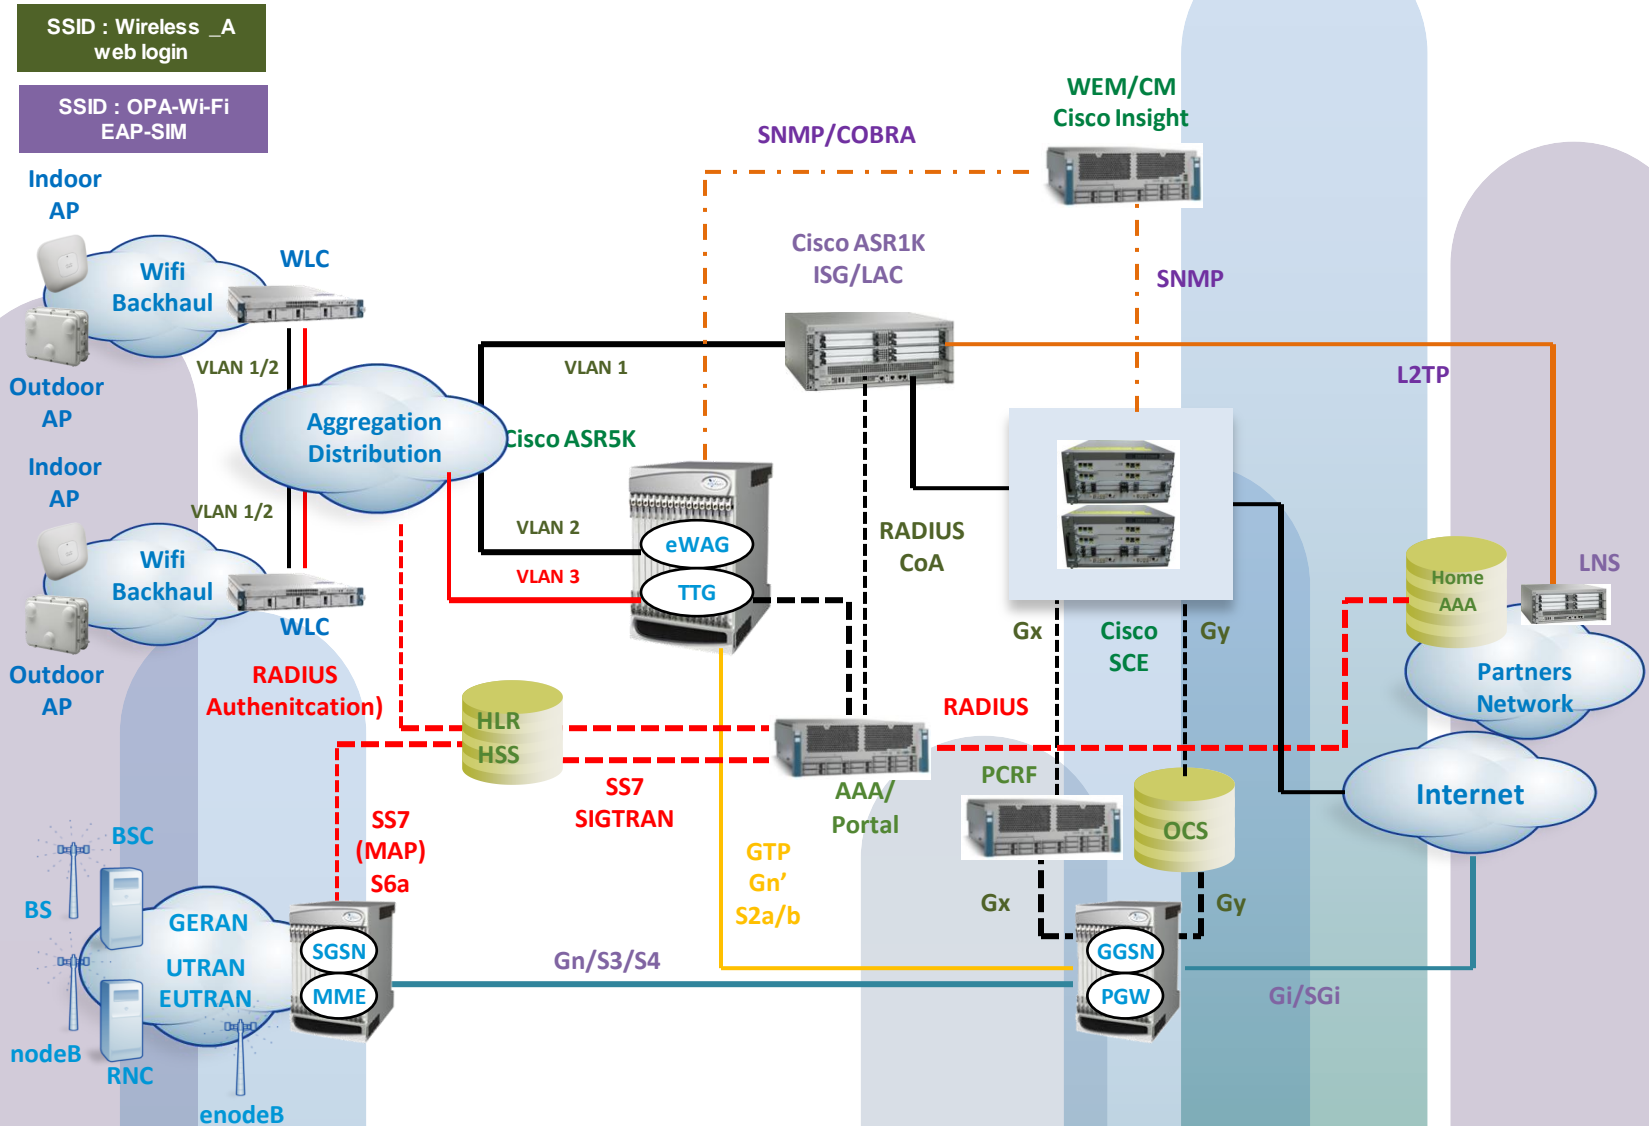 SSID : Wireless _A
web login
SSID : OPA-Wi-Fi
EAP-SIM
Indoor
AP
Wifi
Backhaul
WLC
Outdoor
AP
VLAN 1/2
Aggregation
Distribution
Indoor
AP
VLAN 1/2
Wifi
Backhaul
WLC
Outdoor
AP
RADIUS
Authenitcation)
SNMP/COBRA
WEM/CM
Cisco Insight
SNMP
Cisco ASR1K
ISG/LAC
VLAN 1
Cisco ASR5K
VLAN 2
VLAN 3
eWAG
TTG
RADIUS
CoA
L2TP
LNS
Home
AAA
Partners
Network
Gx
Cisco
SCE
Gy
HLR
HSS
RADIUS
SS7
SIGTRAN
AAA/
Portal
PCRF
OCS
Internet
SS7
(MAP)
S6a
GTP
Gn’
S2a/b
Gx
Gy
BSC
BS
GERAN
UTRAN
EUTRAN
SGSN
MME
Gn/S3/S4
GGSN
PGW
Gi/SGi
nodeB
RNC
enodeB